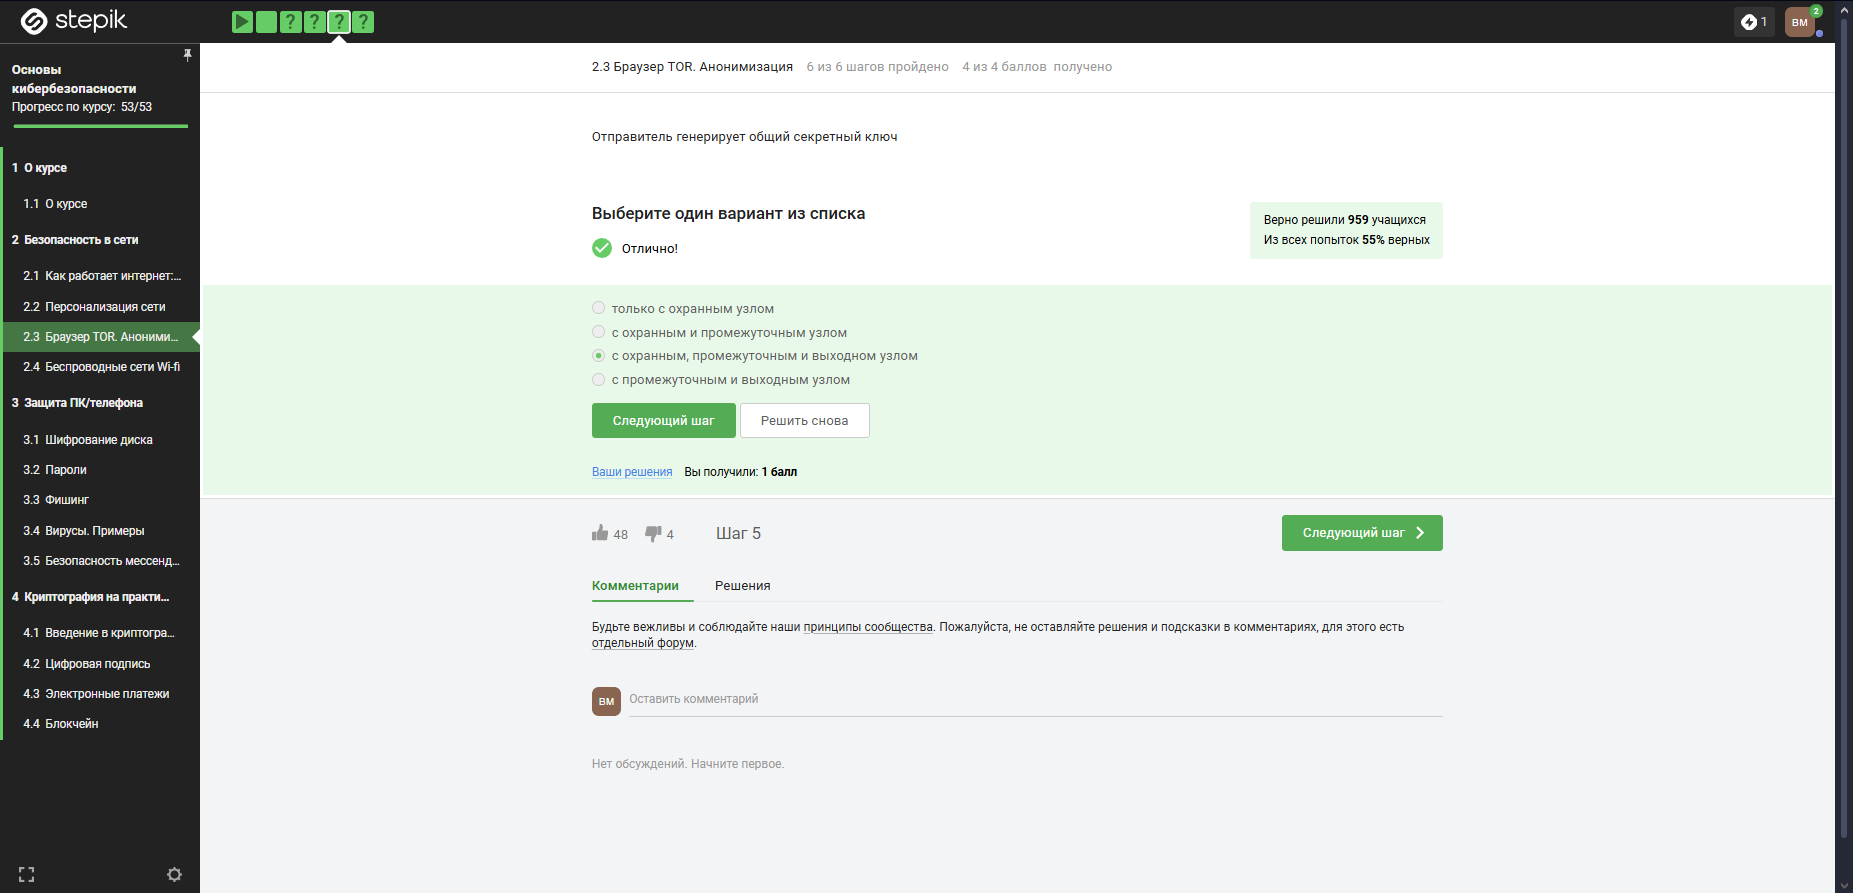 stepik
? ? ? ?
1
ВМ
2
Основы
кибербезопасности
Прогресс по курсу: 53/53
1 О курсе
1.1 О курсе
2 Безопасность в сети
2.1 Как работает интернет:...
2.2 Персонализация сети
2.3 Браузер TOR. Аноними...
2.4 Беспроводные сети Wi-fi
3 Защита ПК/телефона
3.1 Шифрование диска
3.2 Пароли
3.3 Фишинг
3.4 Вирусы. Примеры
3.5 Безопасность мессенд...
4 Криптография на практи...
4.1 Введение в криптогра...
4.2 Цифровая подпись
4.3 Электронные платежи
4.4 Блокчейн
2.3 Браузер TOR. Анонимизация 6 из 6 шагов пройдено 4 из 4 баллов получено
Отправитель генерирует общий секретный ключ
Выберите один вариант из списка
Отлично!
Верно решили 959 учащихся
Из всех попыток 55% верных
только с охранным узлом
с охранным и промежуточным узлом
с охранным, промежуточным и выходном узлом
с промежуточным и выходным узлом
Следующий шаг Решить снова
Ваши решения Вы получили: 1 балл
48 4 Шаг 5
Следующий шаг
Комментарии Решения
Будьте вежливы и соблюдайте наши принципы сообщества. Пожалуйста, не оставляйте решения и подсказки в комментариях, для этого есть
отдельный форум.
ВМ Оставить комментарий
Нет обсуждений. Начните первое.